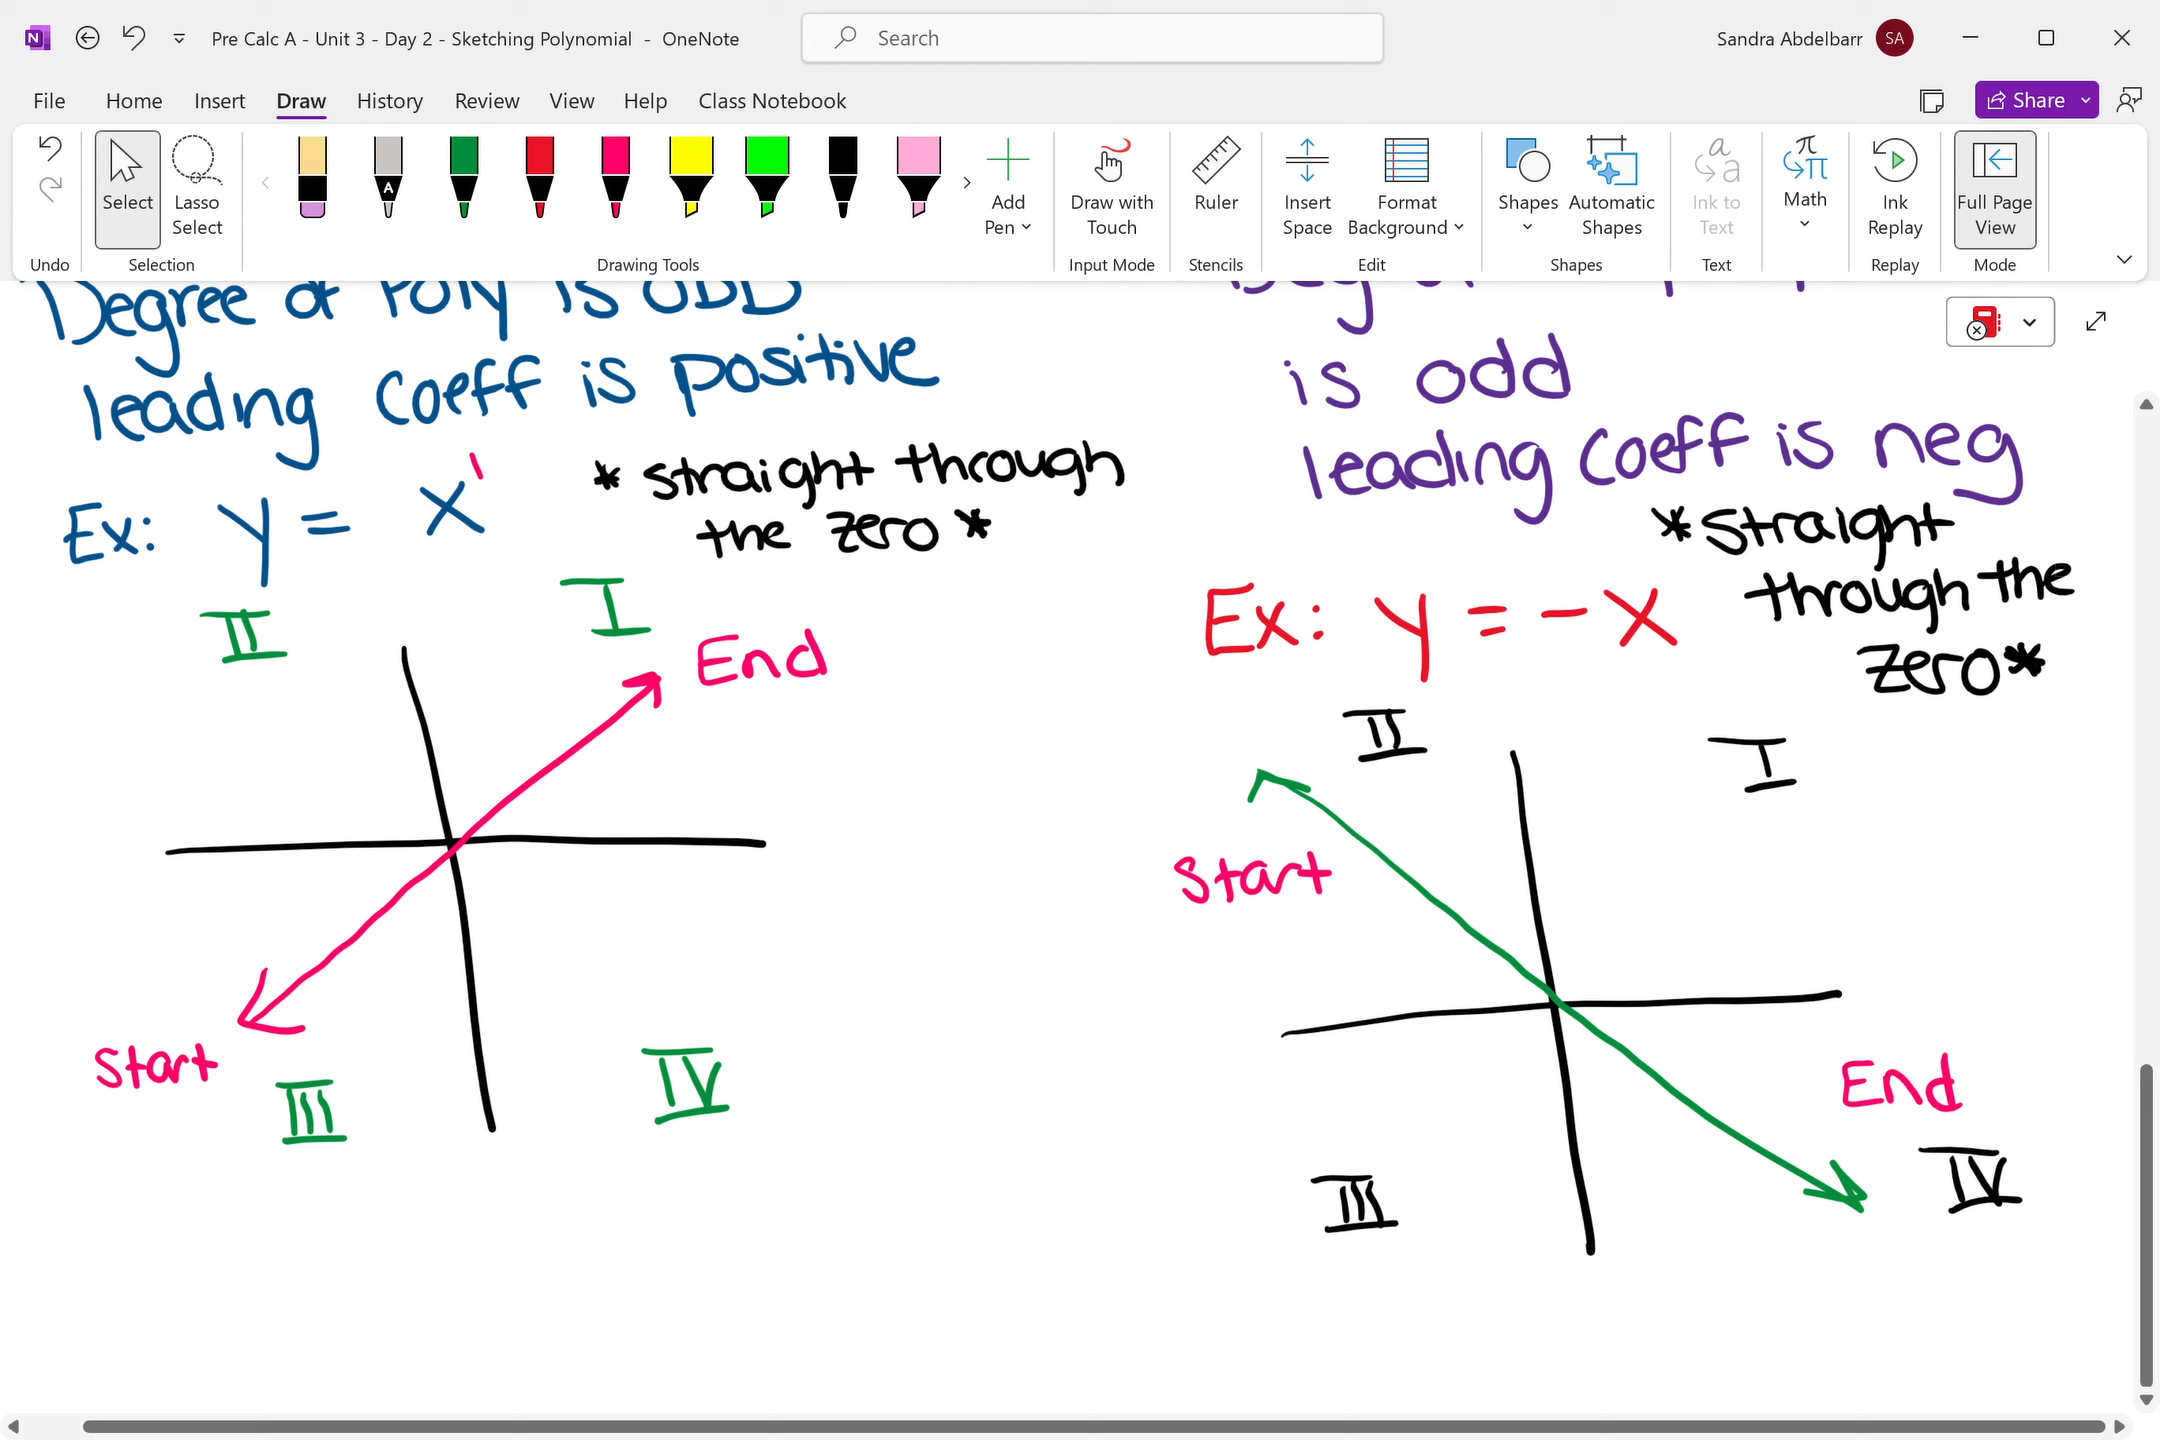 Pre Calc A - Unit 3 - Day 2 - Sketching Polynomial - OneNote
Search
Sandra Abdelbarr SA
File Home Insert Draw History Review View Help Class Notebook
Share
Undo
Select
Lasso Select
Selection
A
Drawing Tools
Add Pen
Draw with Touch
Input Mode
Ruler
Stencils
Insert Space
Format Background
Edit
Shapes
Automatic Shapes
Shapes
a a
Ink to Text
Text
π π
Math
Ink Replay
Replay
Full Page View
Mode
Degree of Poly is ODD
leading coeff is positive
Ex: y = x¹
* straight through
the zero *
II
I
End
Start
III
IV
is odd
leading coeff is neg
* straight
through the
zero *
Ex: y = - x
II
I
Start
End
III
IV